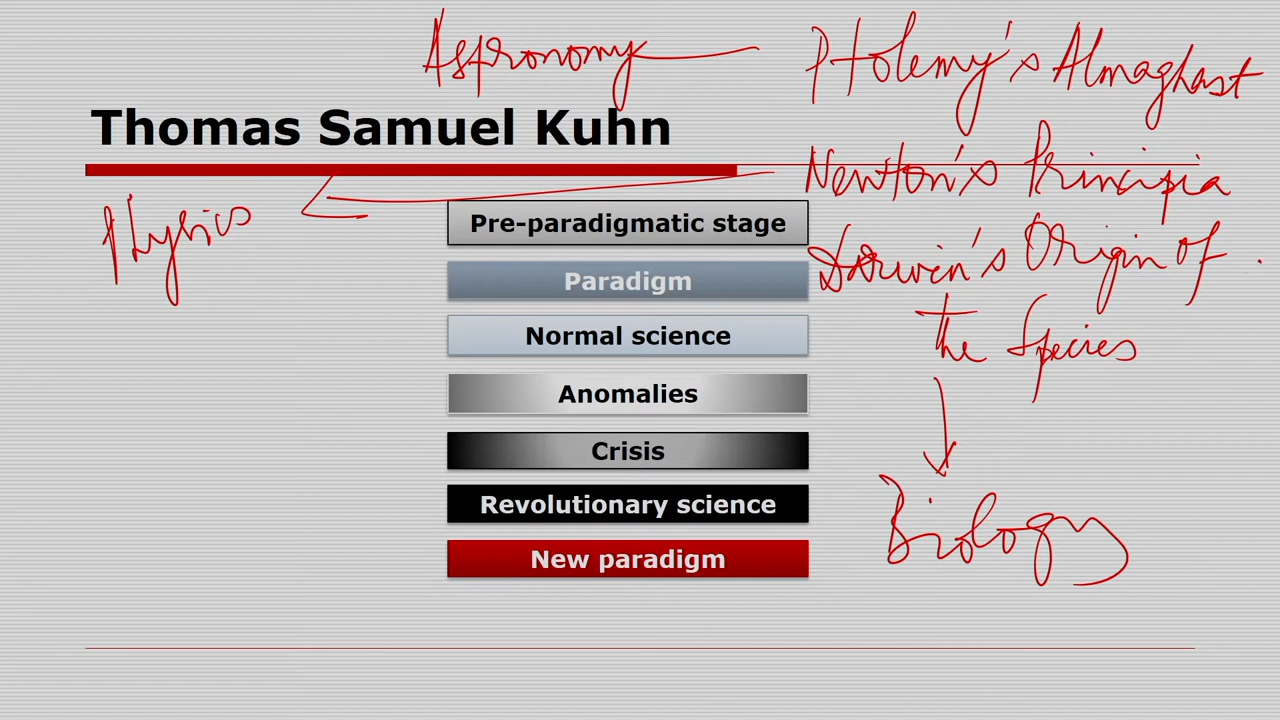 Astronomy Ptolemy's Almaghast
Thomas Samuel Kuhn
Newton's Principia
Physics
Pre-paradigmatic stage
Darwin's Origin of
the Species
Paradigm
Normal science
Anomalies
Crisis
Revolutionary science
Biology
New paradigm